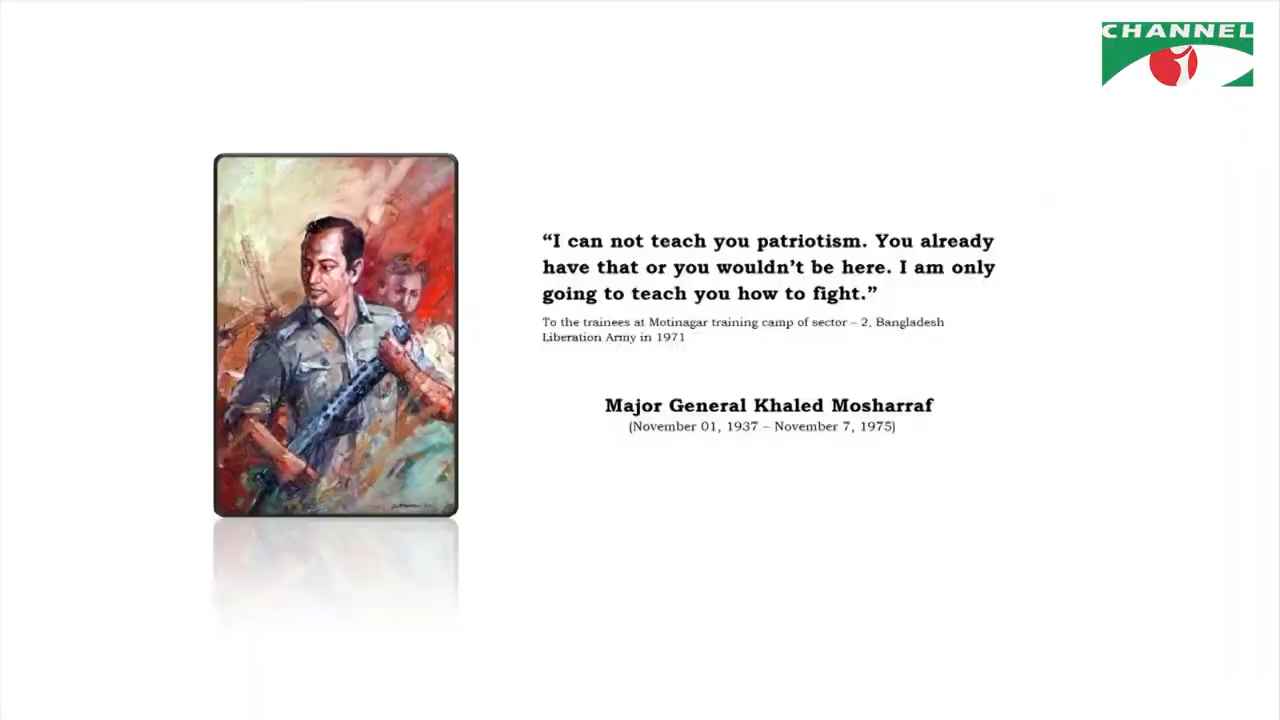 CHANNEL
“I can not teach you patriotism. You already
have that or you wouldn’t be here. I am only
going to teach you how to fight.”
To the trainees at Motinagar training camp of sector – 2, Bangladesh
Liberation Army in 1971
Major General Khaled Mosharraf
(November 01, 1937 – November 7, 1975)